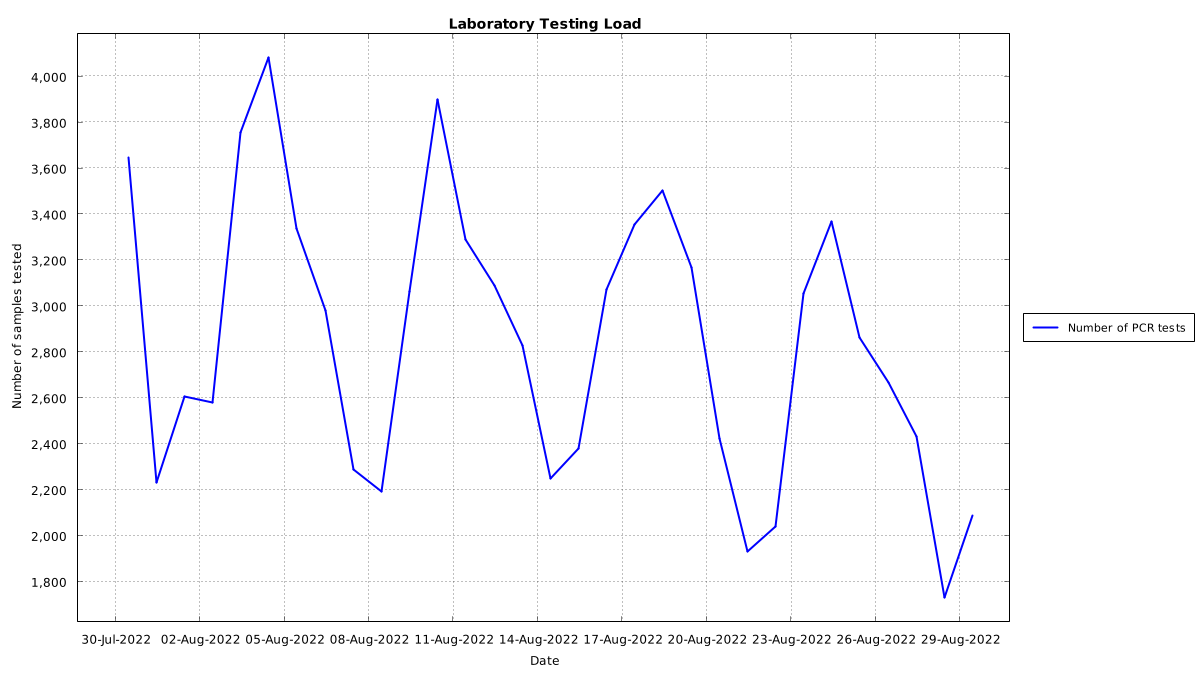 Laboratory Testing Load
Number of samples tested
4,000
3,800
3,600
3,400
3,200
3,000
2,800
2,600
2,400
2,200
2,000
1,800
30-Jul-2022 02-Aug-2022 05-Aug-2022 08-Aug-2022 11-Aug-2022 14-Aug-2022 17-Aug-2022 20-Aug-2022 23-Aug-2022 26-Aug-2022 29-Aug-2022
Date
Number of PCR tests